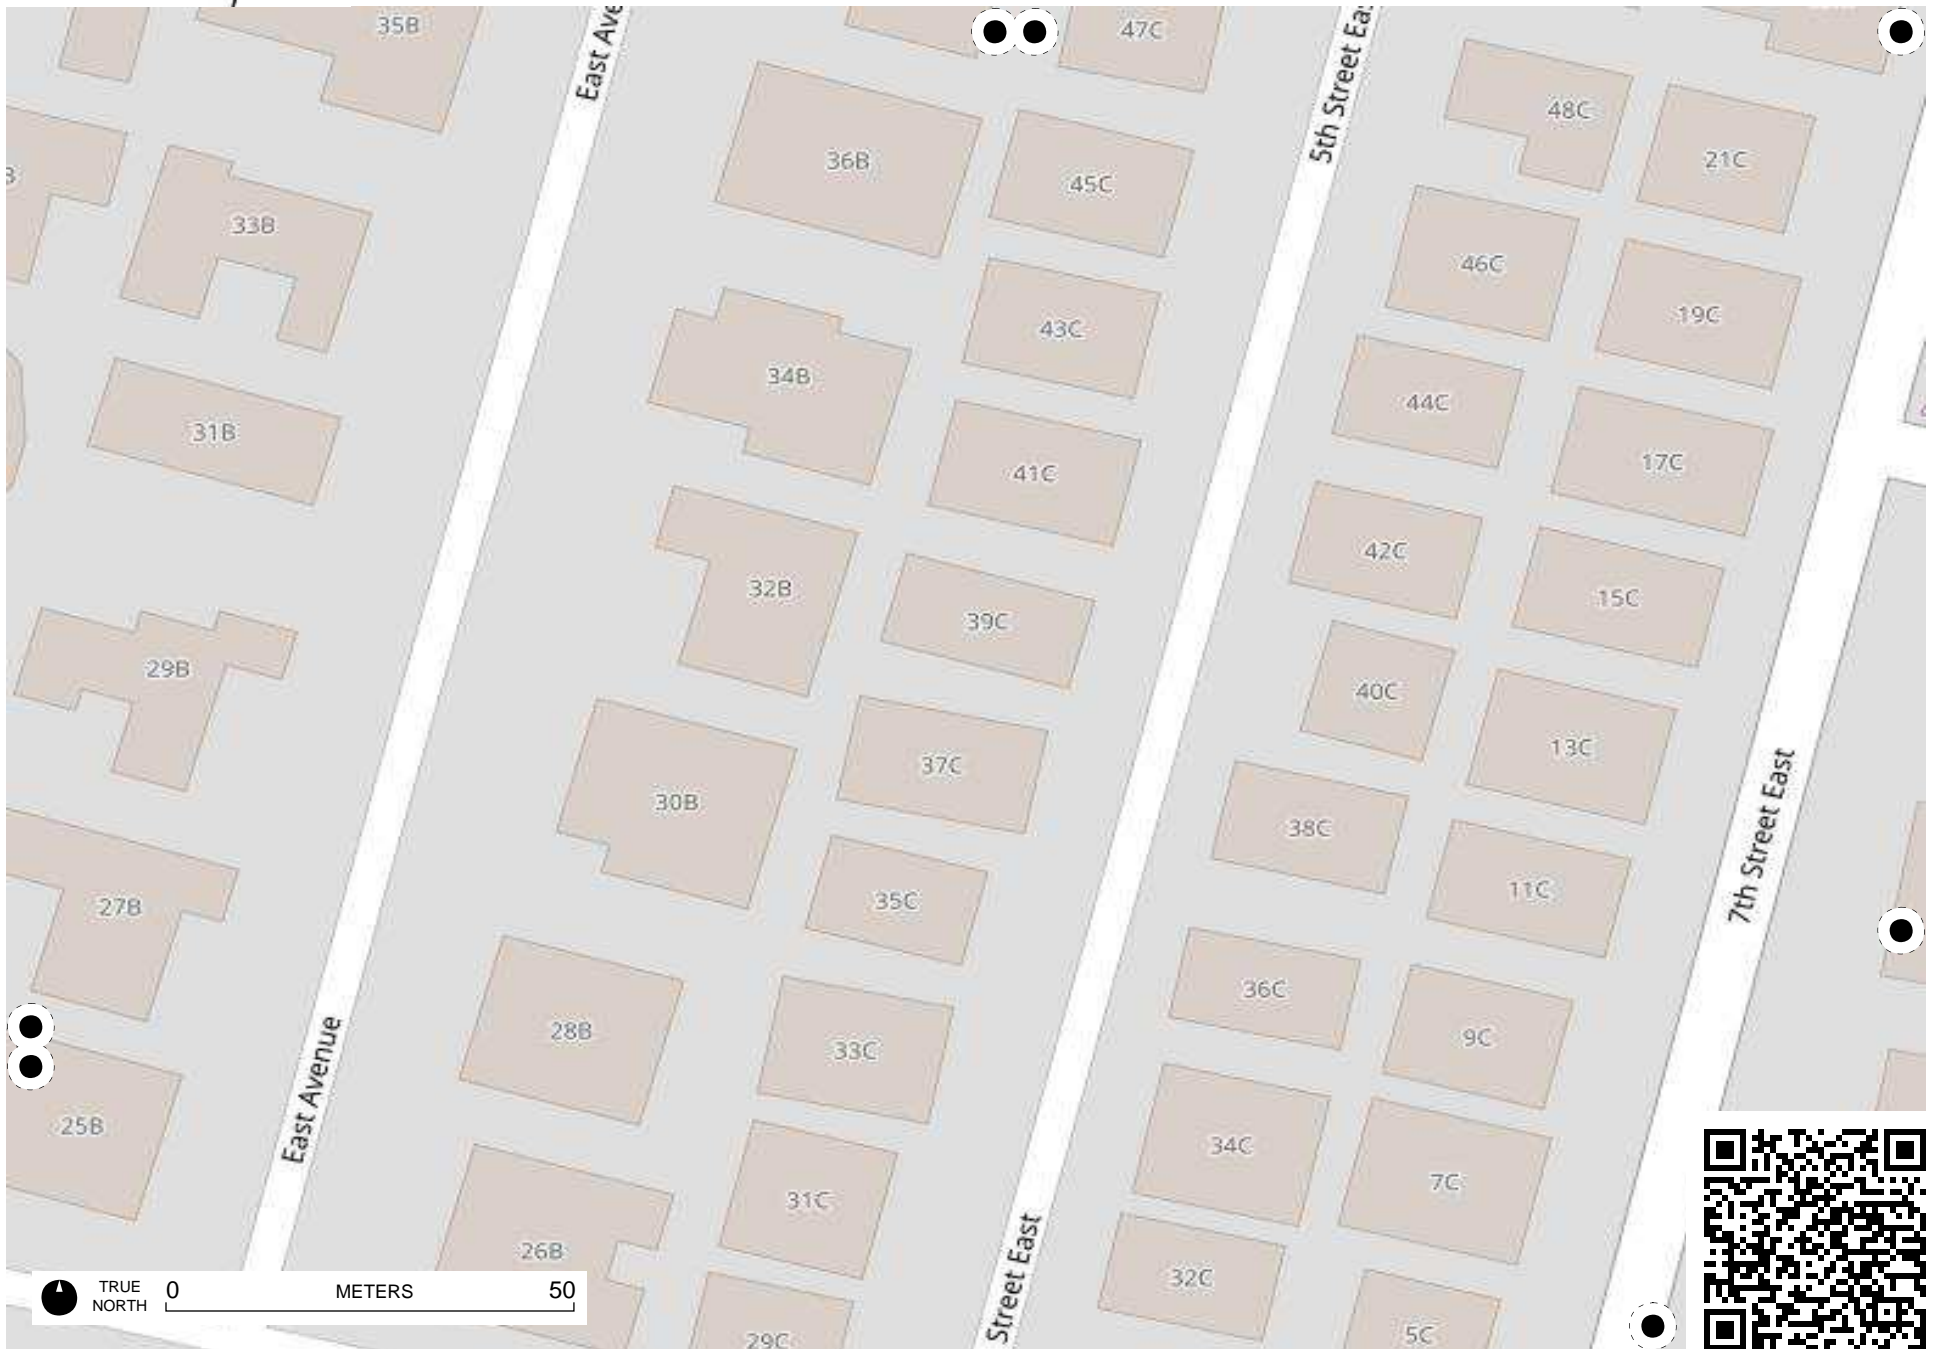 35B
East Ave
47C
5th Street Eas
48C
21C
36B
45C
33B
46C
43C
19C
34B
44C
31B
41C
17C
42C
32B
15C
39C
29B
40C
13C
37C
30B
38C
7th Street East
11C
35C
27B
36C
28B
9C
33C
East Avenue
25B
34C
7C
31C
26B
32C
Street East
5C
29C
TRUE
NORTH
0 METERS 50